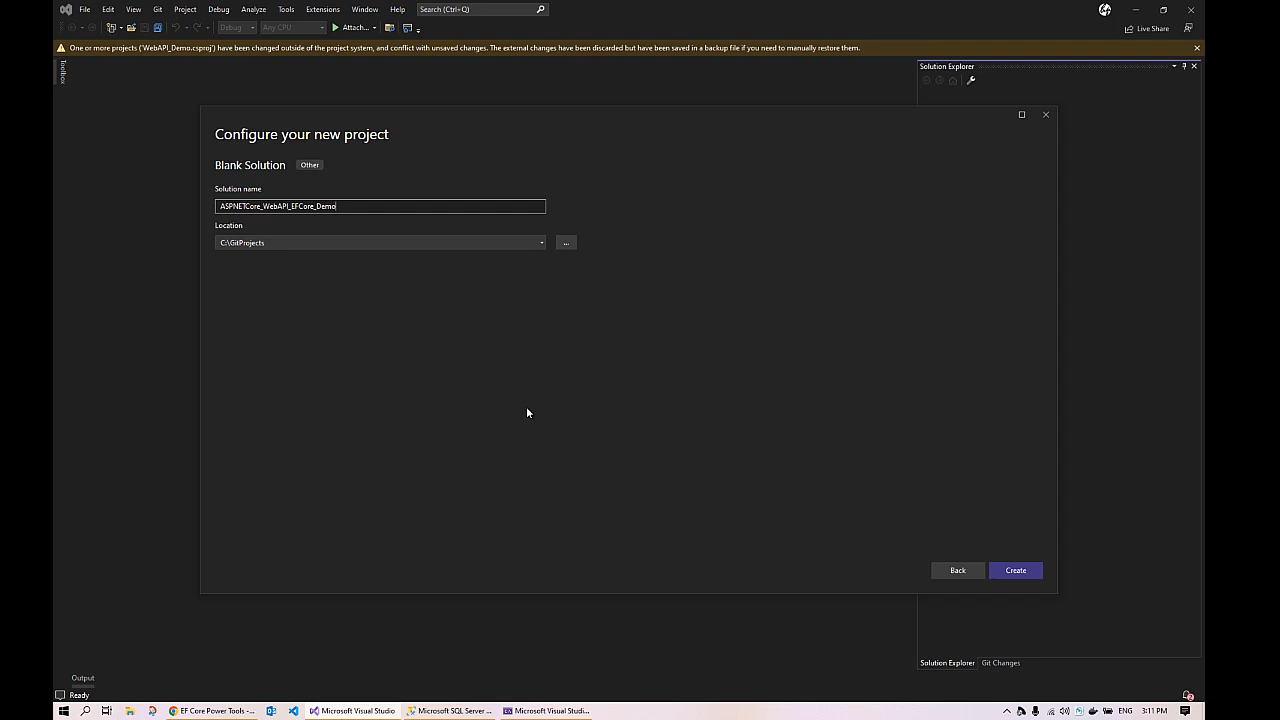 File Edit View Git Project Debug Analyze Tools Extensions Window Help Search (Ctrl+Q)
Debug Any CPU Attach... Live Share
One or more projects ('WebAPI_Demo.csproj') have been changed outside of the project system, and conflict with unsaved changes. The external changes have been discarded but have been saved in a backup file if you need to manually restore them.
Toolbox
Solution Explorer
Configure your new project
Blank Solution Other
Solution name
ASPNETCore_WebAPI_EFCore_Demo
Location
C:\GitProjects
...
Back Create
Solution Explorer Git Changes
Output
Ready
EF Core Power Tools -... Microsoft Visual Studio Microsoft SQL Server ... Microsoft Visual Studi... ENG 3:11 PM